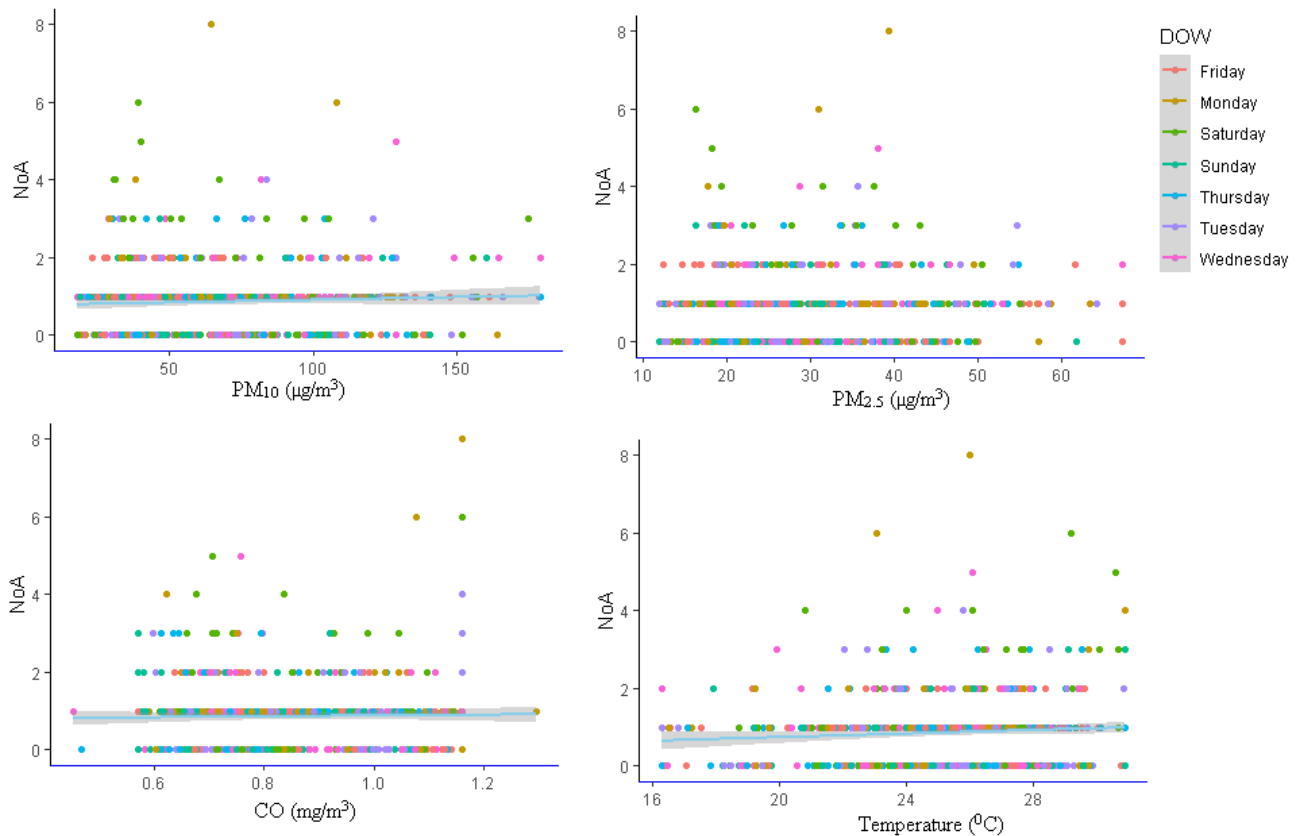 8
6
4
2
0
NoA
50
100
150
PM10 (μg/m3)
8
6
4
2
0
NoA
10
20
30
40
50
60
PM2.5 (μg/m3)
DOW
Friday
Monday
Saturday
Sunday
Thursday
Tuesday
Wednesday
8
6
4
2
0
NoA
0.6
0.8
1.0
1.2
CO (mg/m3)
8
6
4
2
0
NoA
16
20
24
28
Temperature (0C)